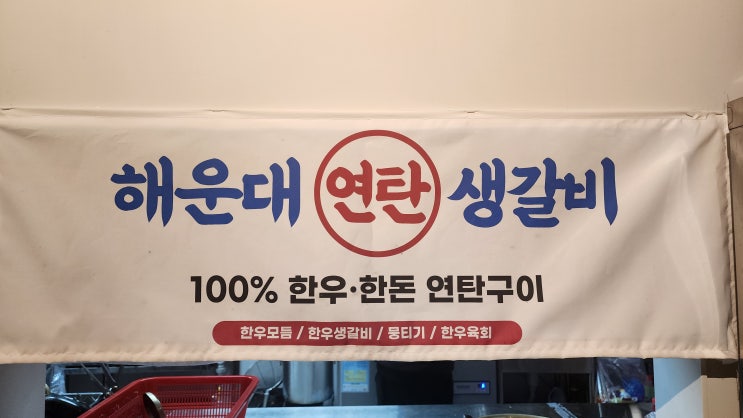 해운대 연탄 생갈비
100% 한우·한돈 연탄구이
한우모듬 / 한우생갈비 / 뭉티기 / 한우육회